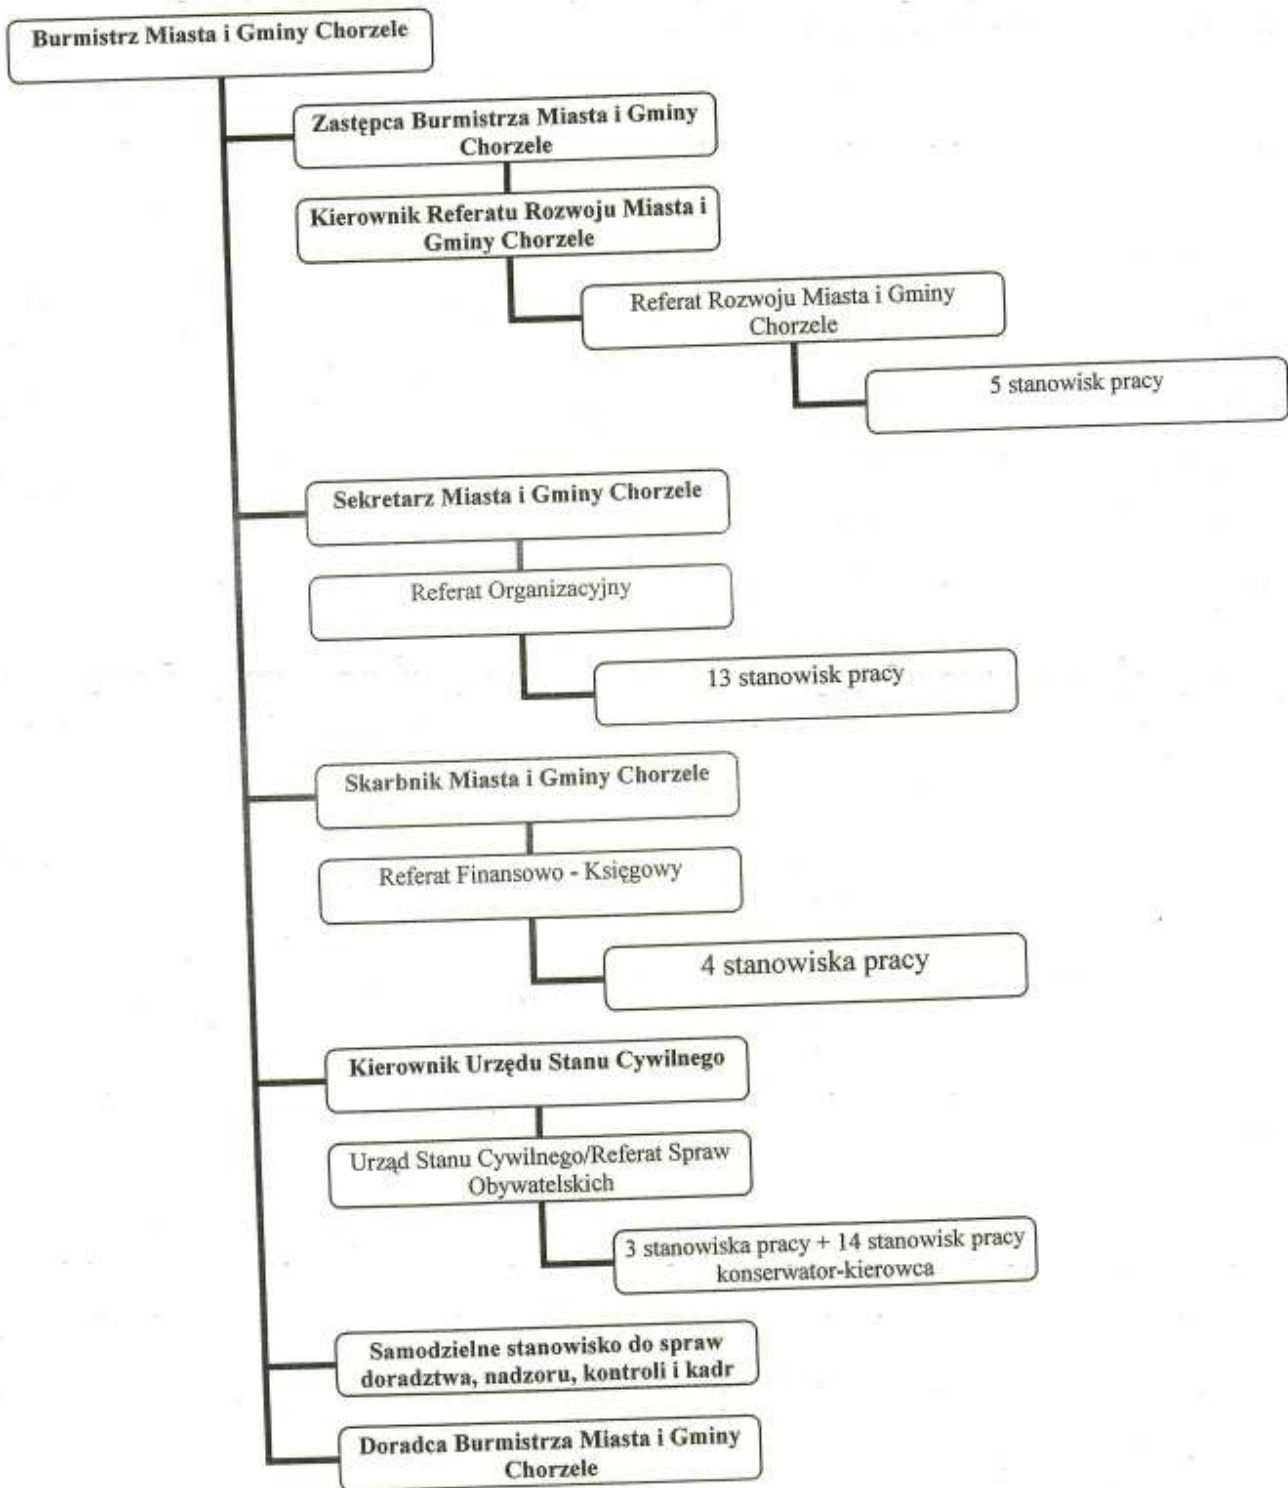 Burmistrz Miasta i Gminy Chorzele
Zastępca Burmistrza Miasta i Gminy
Chorzele
Kierownik Referatu Rozwoju Miasta i
Gminy Chorzele
Referat Rozwoju Miasta i Gminy
Chorzele
5 stanowisk pracy
Sekretarz Miasta i Gminy Chorzele
Referat Organizacyjny
13 stanowisk pracy
Skarbnik Miasta i Gminy Chorzele
Referat Finansowo - Księgowy
4 stanowiska pracy
Kierownik Urzędu Stanu Cywilnego
Urząd Stanu Cywilnego/Referat Spraw
Obywatelskich
3 stanowiska pracy + 14 stanowisk pracy
konserwator-kierowca
Samodzielne stanowisko do spraw
doradztwa, nadzoru, kontroli i kadr
Doradca Burmistrza Miasta i Gminy
Chorzele